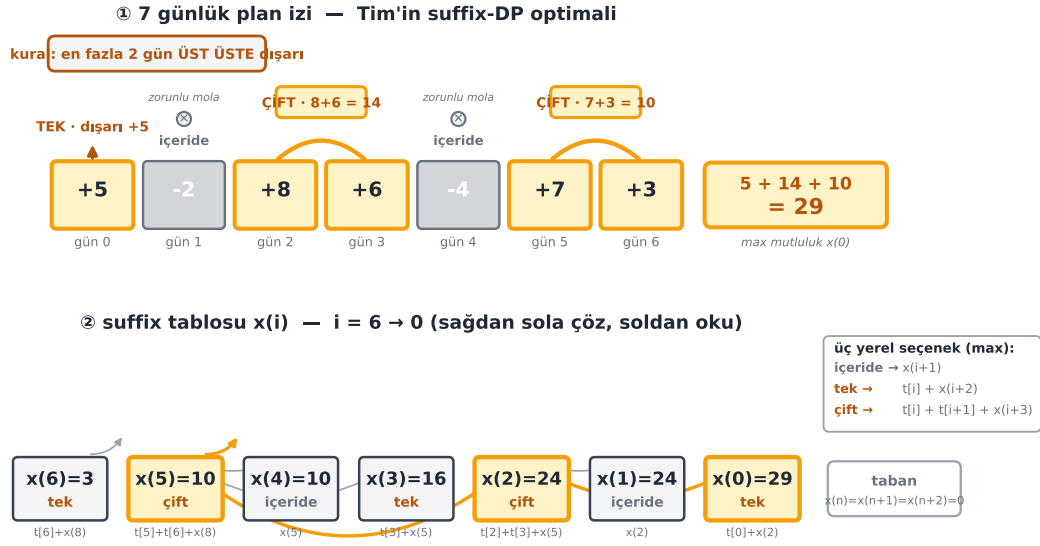 ① 7 günlük plan izi — Tim'in suffix-DP optimali
kural: en fazla 2 gün ÜST ÜSTE dışarı
TEK · dışarı +5
zorunlu mola
içeride
ÇİFT · 8+6 = 14
zorunlu mola
içeride
ÇİFT · 7+3 = 10
+5
-2
+8
+6
-4
+7
+3
5 + 14 + 10
= 29
gün 0
gün 1
gün 2
gün 3
gün 4
gün 5
gün 6
max mutluluk x(0)
② suffix tablosu x(i) — i = 6 → 0 (sağdan sola çöz, soldan oku)
üç yerel seçenek (max):
içeride → x(i+1)
tek → t[i] + x(i+2)
çift → t[i] + t[i+1] + x(i+3)
x(6)=3
tek
t[6]+x(8)
x(5)=10
çift
t[5]+t[6]+x(8)
x(4)=10
içeride
x(5)
x(3)=16
tek
t[3]+x(5)
x(2)=24
çift
t[2]+t[3]+x(5)
x(1)=24
içeride
x(2)
x(0)=29
tek
t[0]+x(2)
taban
x(n)=x(n+1)=x(n+2)=0